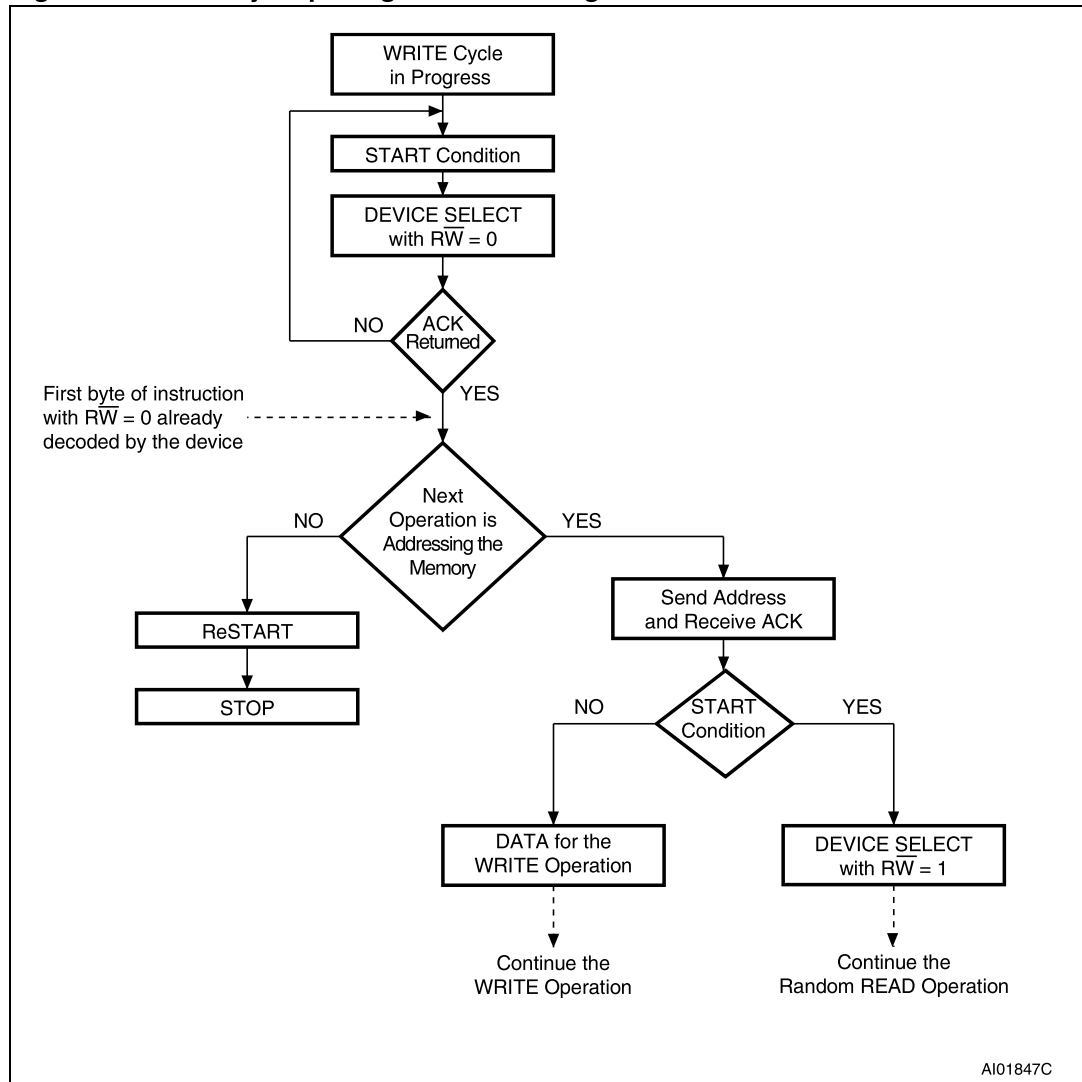 WRITE Cycle
in Progress
START Condition
DEVICE SELECT
with RW̅ = 0
NO
ACK
Returned
YES
First byte of instruction
with RW̅ = 0 already
decoded by the device
NO
Next
Operation is
Addressing the
Memory
YES
Send Address
and Receive ACK
ReSTART
STOP
NO
START
Condition
YES
DATA for the
WRITE Operation
DEVICE SELECT
with RW̅ = 1
Continue the
WRITE Operation
Continue the
Random READ Operation
AI01847C